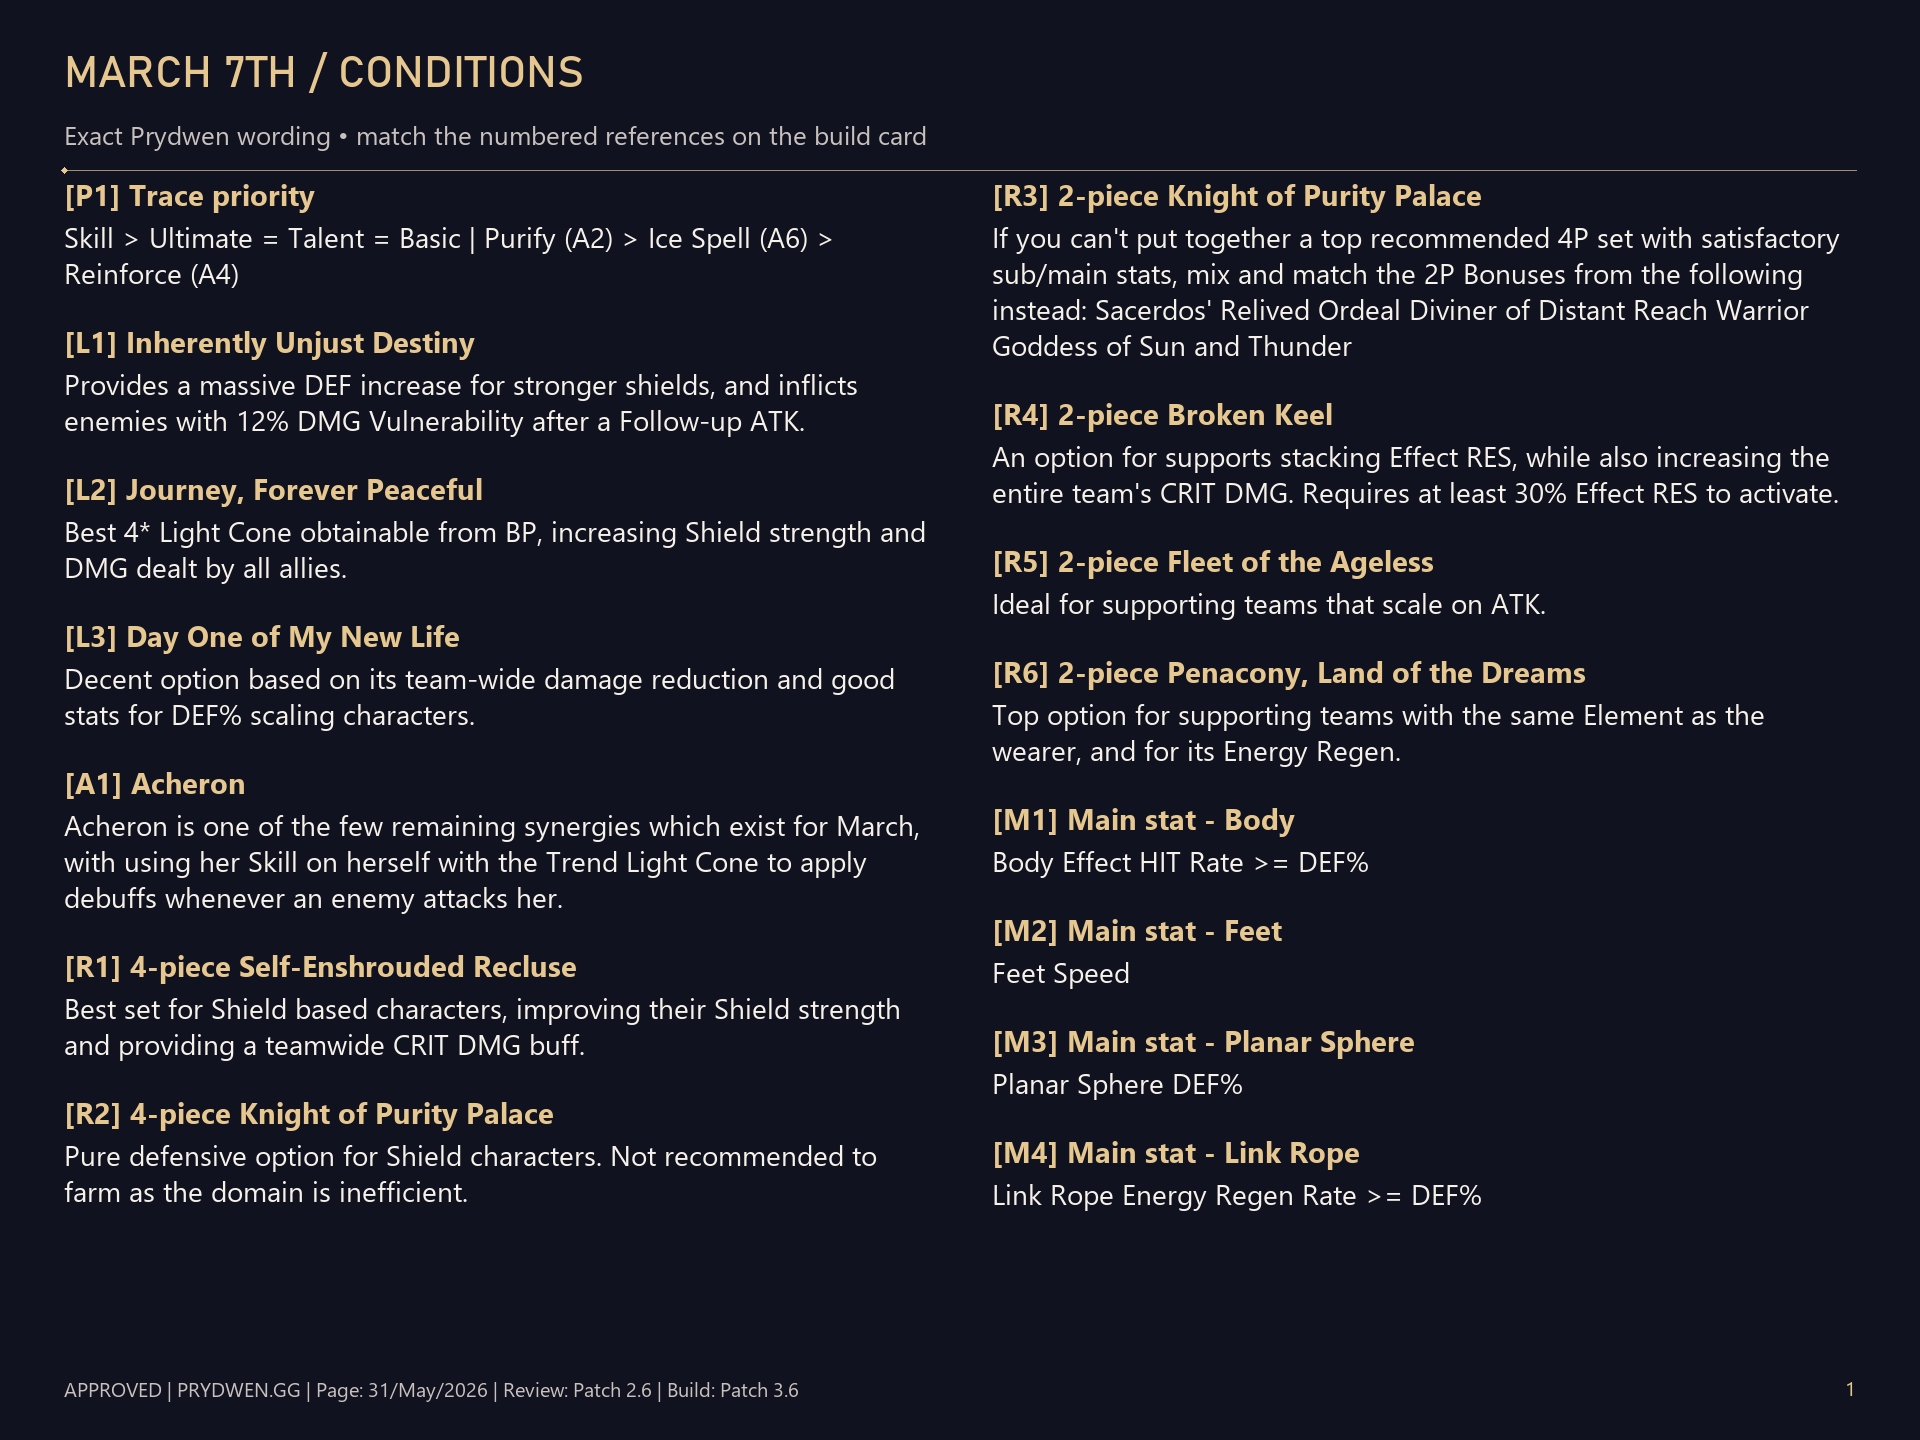 MARCH 7TH / CONDITIONS
Exact Prydwen wording • match the numbered references on the build card
[P1] Trace priority
Skill > Ultimate = Talent = Basic | Purify (A2) > Ice Spell (A6) >
Reinforce (A4)
[L1] Inherently Unjust Destiny
Provides a massive DEF increase for stronger shields, and inflicts
enemies with 12% DMG Vulnerability after a Follow-up ATK.
[L2] Journey, Forever Peaceful
Best 4* Light Cone obtainable from BP, increasing Shield strength and
DMG dealt by all allies.
[L3] Day One of My New Life
Decent option based on its team-wide damage reduction and good
stats for DEF% scaling characters.
[A1] Acheron
Acheron is one of the few remaining synergies which exist for March,
with using her Skill on herself with the Trend Light Cone to apply
debuffs whenever an enemy attacks her.
[R1] 4-piece Self-Enshrouded Recluse
Best set for Shield based characters, improving their Shield strength
and providing a teamwide CRIT DMG buff.
[R2] 4-piece Knight of Purity Palace
Pure defensive option for Shield characters. Not recommended to
farm as the domain is inefficient.
[R3] 2-piece Knight of Purity Palace
If you can't put together a top recommended 4P set with satisfactory
sub/main stats, mix and match the 2P Bonuses from the following
instead: Sacerdos' Relived Ordeal Diviner of Distant Reach Warrior
Goddess of Sun and Thunder
[R4] 2-piece Broken Keel
An option for supports stacking Effect RES, while also increasing the
entire team's CRIT DMG. Requires at least 30% Effect RES to activate.
[R5] 2-piece Fleet of the Ageless
Ideal for supporting teams that scale on ATK.
[R6] 2-piece Penacony, Land of the Dreams
Top option for supporting teams with the same Element as the
wearer, and for its Energy Regen.
[M1] Main stat - Body
Body Effect HIT Rate >= DEF%
[M2] Main stat - Feet
Feet Speed
[M3] Main stat - Planar Sphere
Planar Sphere DEF%
[M4] Main stat - Link Rope
Link Rope Energy Regen Rate >= DEF%
APPROVED | PRYDWEN.GG | Page: 31/May/2026 | Review: Patch 2.6 | Build: Patch 3.6
1